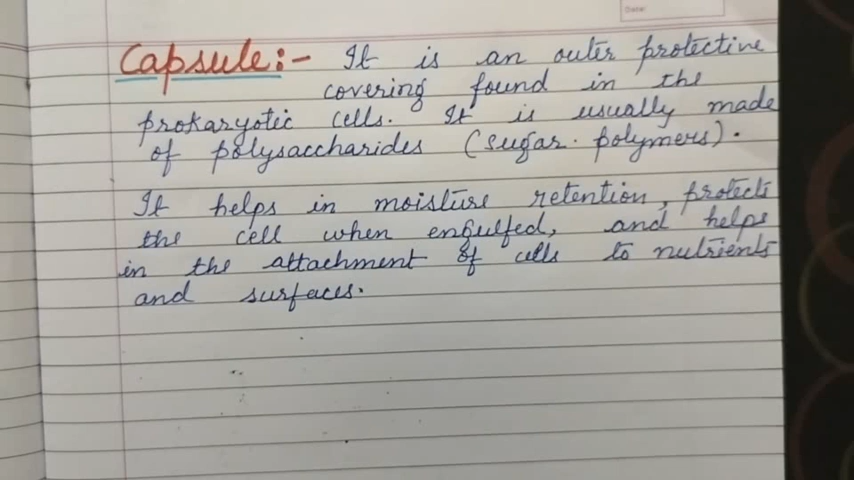 Date:
Capsule:- It is an outer protective
covering found in the
prokaryotic cells. It is usually made
of polysaccharides (sugar polymers).
It helps in moisture retention, protects
the cell when engulfed, and helps
in the attachment of cells to nutrients
and surfaces.